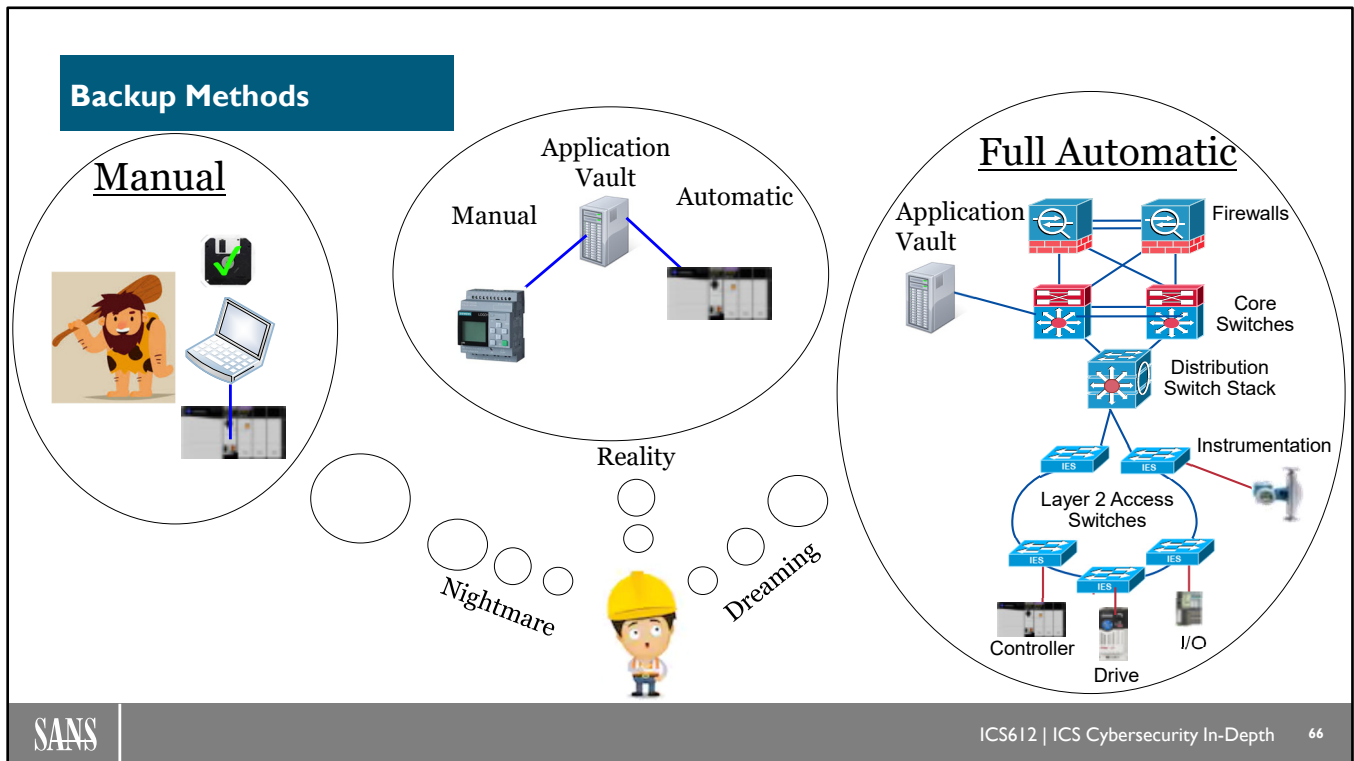 Backup Methods
Manual
Application
Vault
Manual
Automatic
Full Automatic
Application
Vault
Firewalls
Core
Switches
Distribution
Switch Stack
Instrumentation
IES
IES
Layer 2 Access
Switches
IES
IES
IES
Controller
Drive
I/O
Reality
Nightmare
Dreaming
SANS
ICS612 | ICS Cybersecurity In-Depth 66